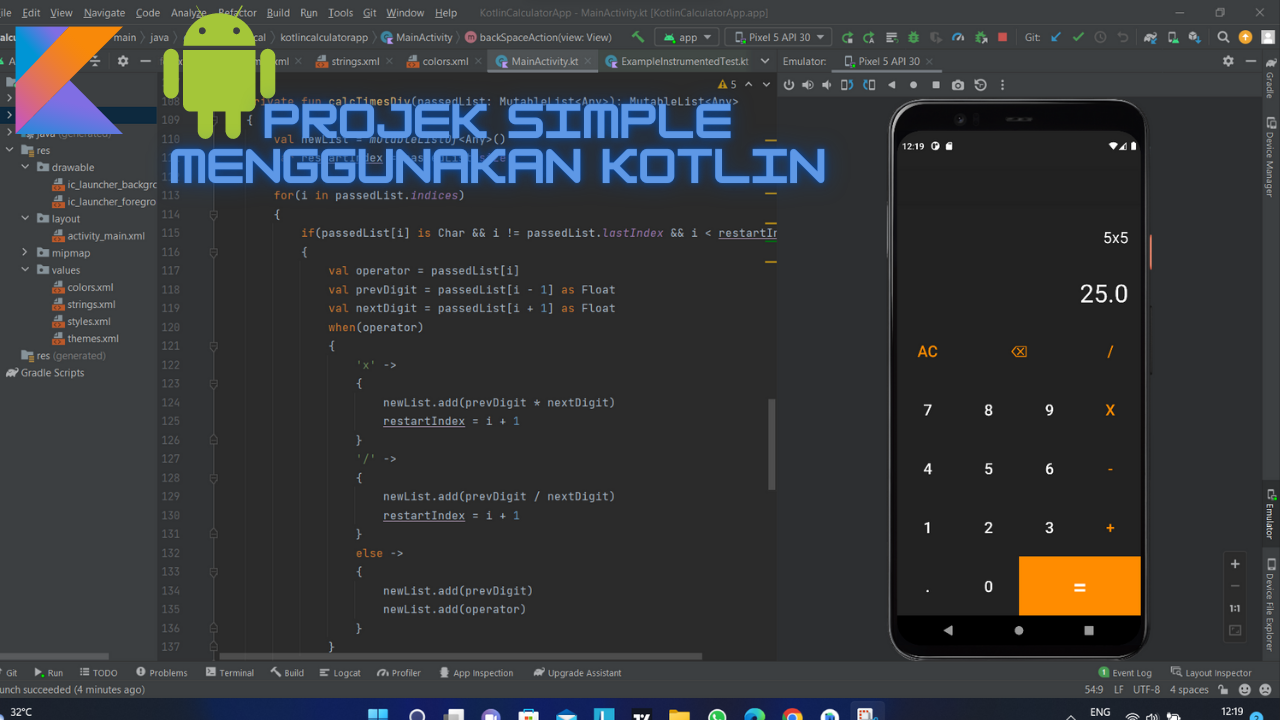 File Edit View Navigate Code Analyze Refactor Build Run Tools Git Window Help KotlinCalculatorApp - MainActivity.kt [KotlinCalculatorApp.app]
main java kotlincalculatorapp MainActivity backSpaceAction(view: View) app Pixel 5 API 30 Git:
strings.xml colors.xml MainActivity.kt ExampleInstrumentedTest.kt Emulator: Pixel 5 API 30
PROJEK SIMPLE
MENGGUNAKAN KOTLIN
java (generated)
res
drawable
ic_launcher_backgro
ic_launcher_foregro
layout
activity_main.xml
mipmap
values
colors.xml
strings.xml
styles.xml
themes.xml
res (generated)
Gradle Scripts
5
108 private fun calcTimesDiv(passedList: MutableList<Any>): MutableList<Any>
109 {
110 val newList = mutableListOf<Any>()
113 for(i in passedList.indices)
114 {
115 if(passedList[i] is Char && i != passedList.lastIndex && i < restartIn
116 {
117 val operator = passedList[i]
118 val prevDigit = passedList[i - 1] as Float
119 val nextDigit = passedList[i + 1] as Float
120 when(operator)
121 {
122 'x' ->
123 {
124 newList.add(prevDigit * nextDigit)
125 restartIndex = i + 1
126 }
127 '/' ->
128 {
129 newList.add(prevDigit / nextDigit)
130 restartIndex = i + 1
131 }
132 else ->
133 {
134 newList.add(prevDigit)
135 newList.add(operator)
136 }
137 }
12:19
5x5
25.0
AC /
7 8 9 X
4 5 6 -
1 2 3 +
. 0 =
Gradle
Device Manager
Emulator
Device File Explorer
1:1
Git Run TODO Problems Terminal Build Logcat Profiler App Inspection Upgrade Assistant 1 Event Log Layout Inspector
unch succeeded (4 minutes ago) 54:9 LF UTF-8 4 spaces
32°C ENG 12:19